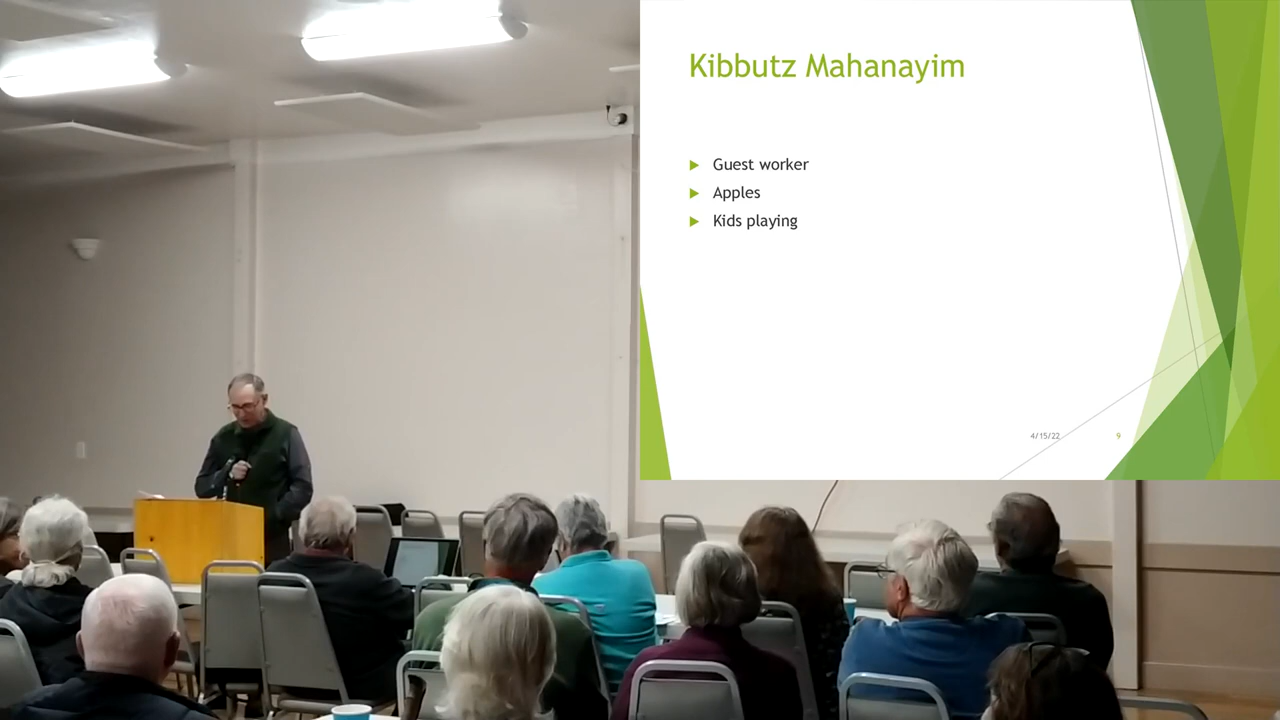 Kibbutz Mahanayim
Guest worker
Apples
Kids playing
4/15/22
9